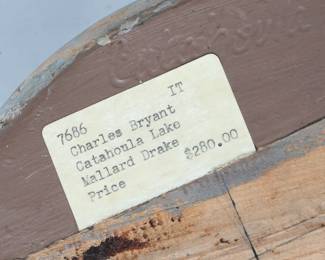 7686 IT
Charles Bryant
Catahoula Lake
Mallard Drake
Price $280.00